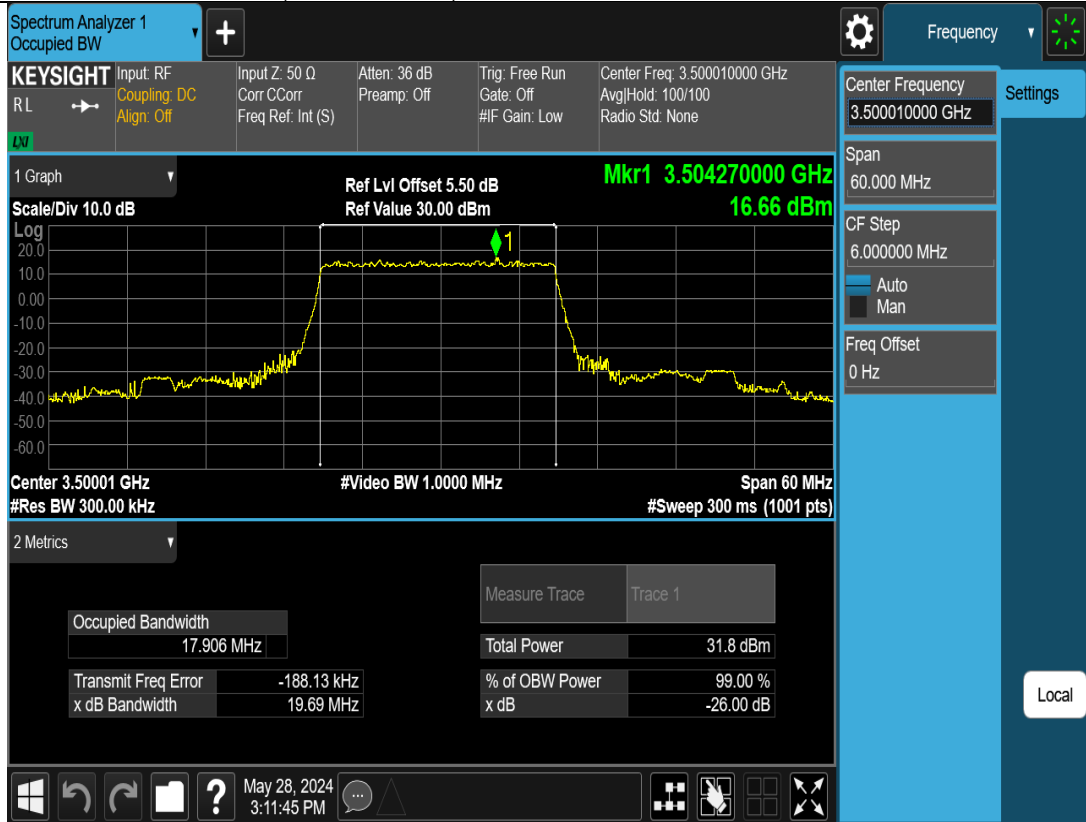 Spectrum Analyzer 1
Occupied BW
+
Frequency
KEYSIGHT
R L
LXI
Input: RF
Coupling: DC
Align: Off
Input Z: 50 Ω
Corr CCorr
Freq Ref: Int (S)
Atten: 36 dB
Preamp: Off
Trig: Free Run
Gate: Off
#IF Gain: Low
Center Freq: 3.500010000 GHz
Avg|Hold: 100/100
Radio Std: None
Center Frequency
3.500010000 GHz
Settings
Span
60.000 MHz
CF Step
6.000000 MHz
Auto
Man
Freq Offset
0 Hz
Local
1 Graph
Ref Lvl Offset 5.50 dB
Mkr1 3.504270000 GHz
Scale/Div 10.0 dB
Ref Value 30.00 dBm
16.66 dBm
Log
1
20.0
10.0
0.00
-10.0
-20.0
-30.0
-40.0
-50.0
-60.0
Center 3.50001 GHz
#Video BW 1.0000 MHz
Span 60 MHz
#Res BW 300.00 kHz
#Sweep 300 ms (1001 pts)
2 Metrics
Measure Trace
Trace 1
Occupied Bandwidth
17.906 MHz
Total Power
31.8 dBm
Transmit Freq Error
-188.13 kHz
% of OBW Power
99.00 %
x dB Bandwidth
19.69 MHz
x dB
-26.00 dB
?
May 28, 2024
3:11:45 PM